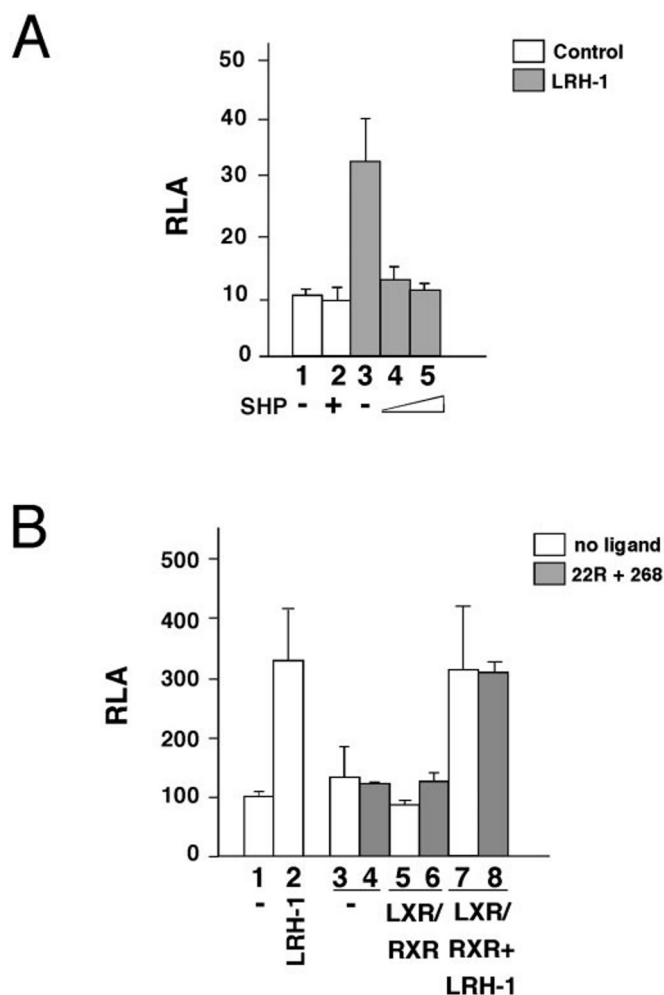 A
Control
LRH-1
50
40
30
20
10
0
RLA
1 2 3 4 5
SHP - + -
B
no ligand
22R + 268
500
400
300
200
100
0
RLA
1 2 3 4 5 6 7 8
- LRH-1 - LXR/ LXR/
RXR RXR+
LRH-1